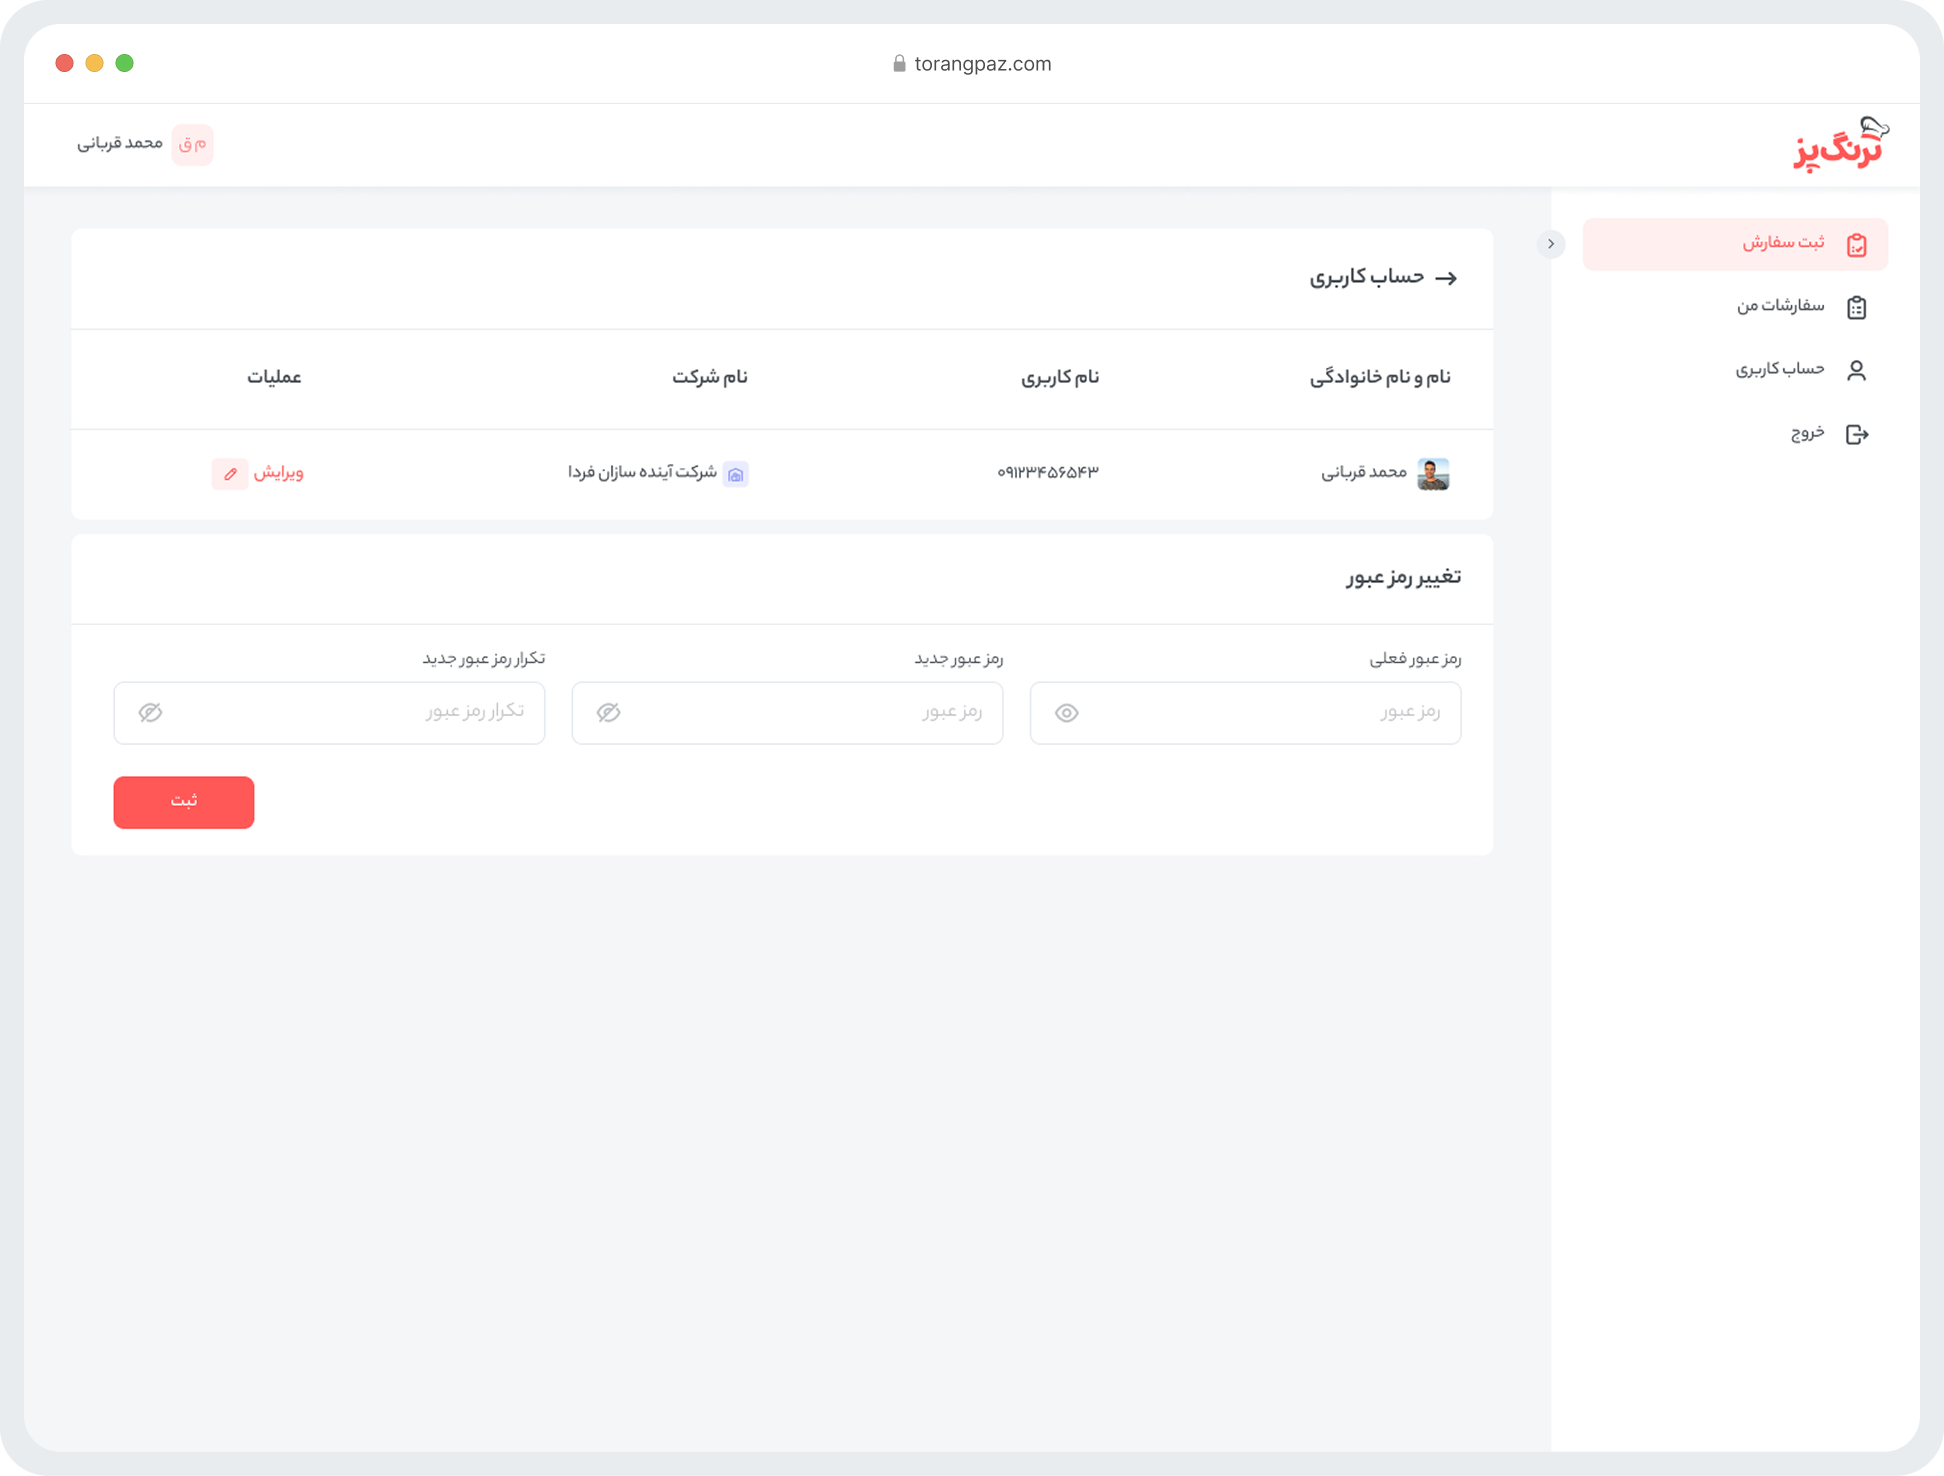 torangpaz.com
ترنگ‌پز
م ق محمد قربانی
ثبت سفارش
سفارشات من
حساب کاربری
خروج
حساب کاربری
نام و نام خانوادگی نام کاربری نام شرکت عملیات
محمد قربانی ۰۹۱۲۳۴۵۶۵۴۳ شرکت آینده سازان فردا ویرایش
تغییر رمز عبور
رمز عبور فعلی رمز عبور جدید تکرار رمز عبور جدید
رمز عبور رمز عبور تکرار رمز عبور
ثبت